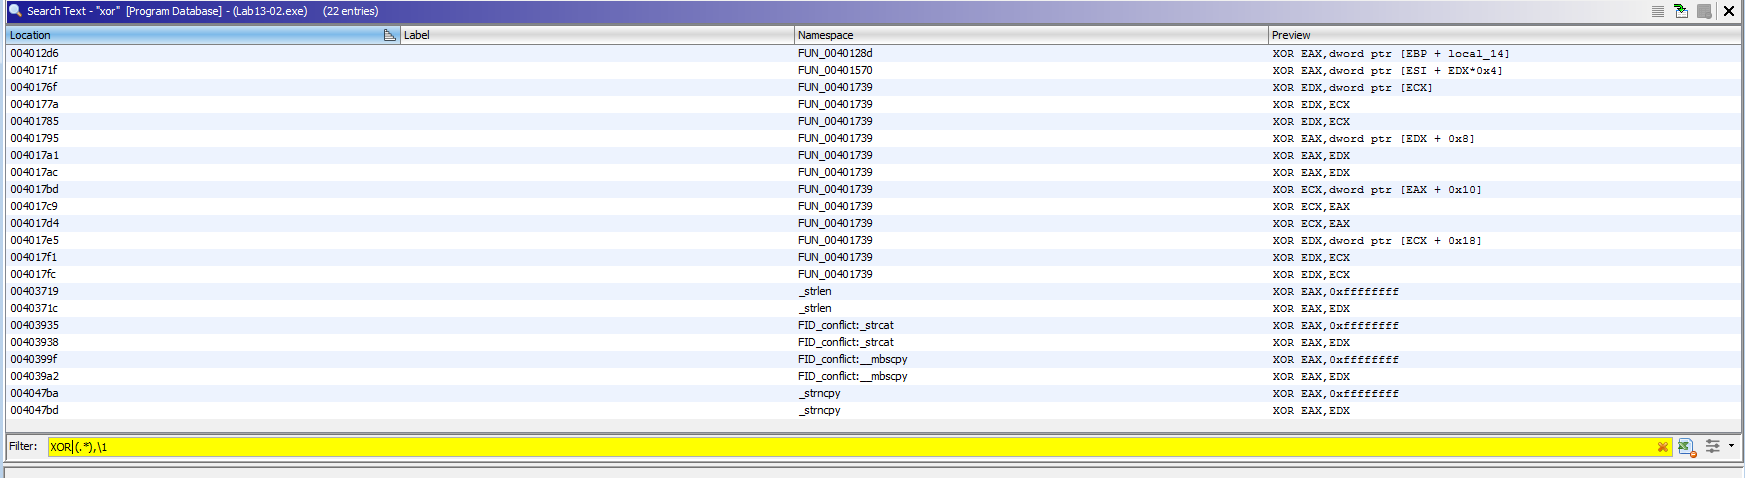 Search Text - "xor" [Program Database] - (Lab13-02.exe) (22 entries)
Location Label Namespace Preview
004012d6 FUN_0040128d XOR EAX,dword ptr [EBP + local_14]
0040171f FUN_00401570 XOR EAX,dword ptr [ESI + EDX*0x4]
0040176f FUN_00401739 XOR EDX,dword ptr [ECX]
0040177a FUN_00401739 XOR EDX,ECX
00401785 FUN_00401739 XOR EDX,ECX
00401795 FUN_00401739 XOR EAX,dword ptr [EDX + 0x8]
004017a1 FUN_00401739 XOR EAX,EDX
004017ac FUN_00401739 XOR EAX,EDX
004017bd FUN_00401739 XOR ECX,dword ptr [EAX + 0x10]
004017c9 FUN_00401739 XOR ECX,EAX
004017d4 FUN_00401739 XOR ECX,EAX
004017e5 FUN_00401739 XOR EDX,dword ptr [ECX + 0x18]
004017f1 FUN_00401739 XOR EDX,ECX
004017fc FUN_00401739 XOR EDX,ECX
00403719 _strlen XOR EAX,0xffffffff
0040371c _strlen XOR EAX,EDX
00403935 FID_conflict:_strcat XOR EAX,0xffffffff
00403938 FID_conflict:_strcat XOR EAX,EDX
0040399f FID_conflict:__mbscpy XOR EAX,0xffffffff
004039a2 FID_conflict:__mbscpy XOR EAX,EDX
004047ba _strncpy XOR EAX,0xffffffff
004047bd _strncpy XOR EAX,EDX
Filter: XOR (.*),\1